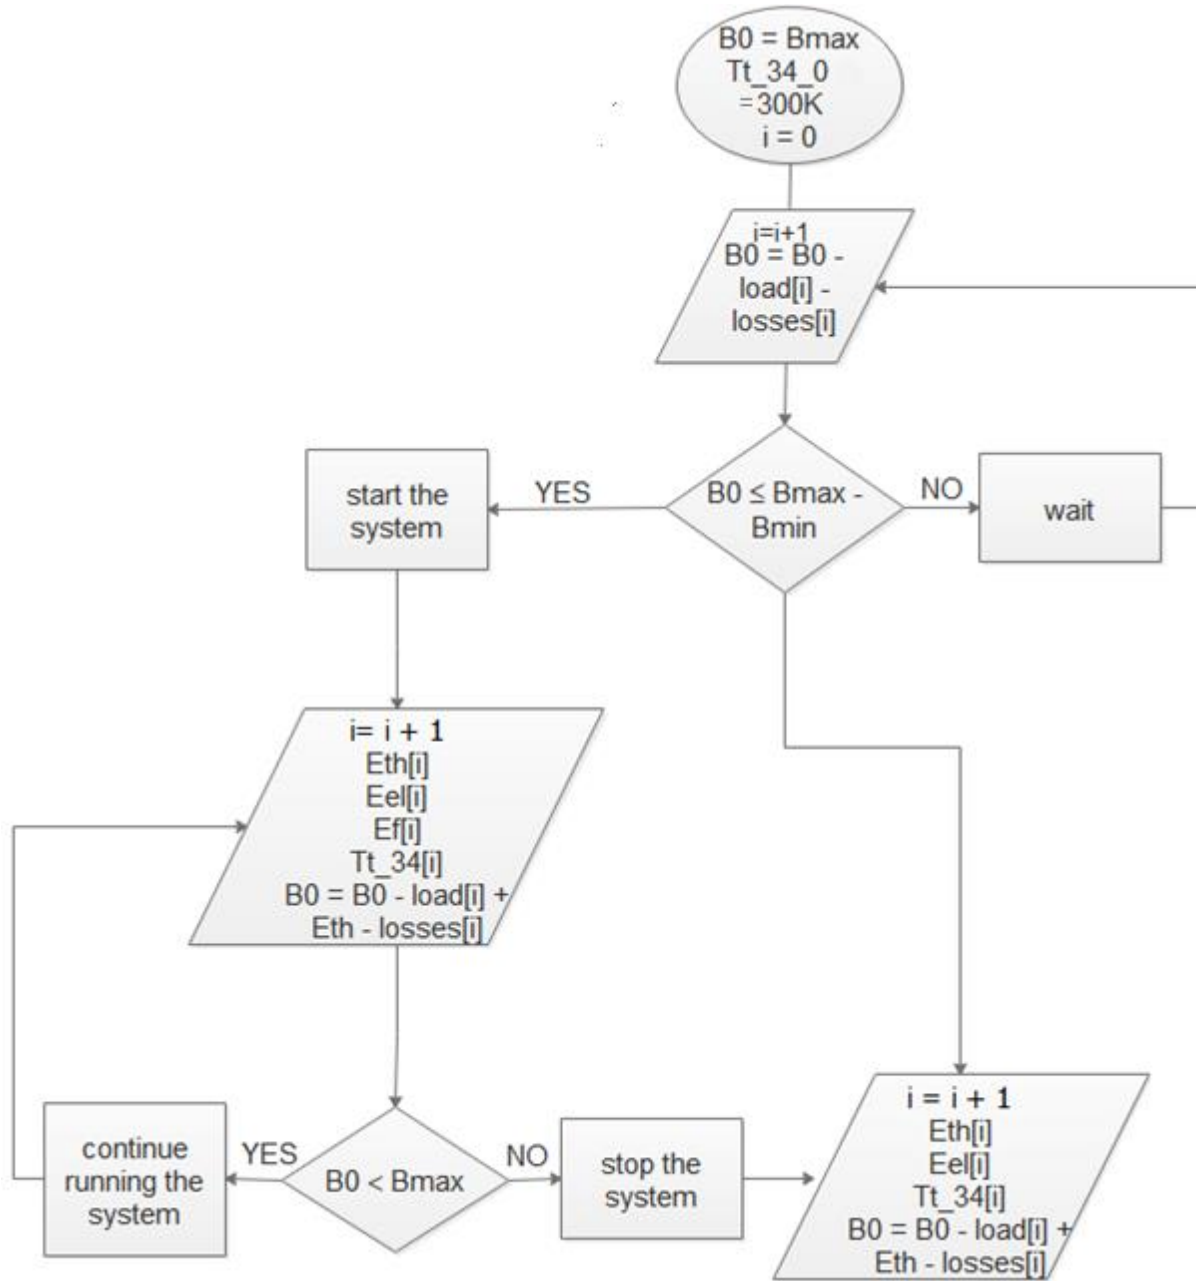 B0 = Bmax
Tt_34_0
=300K
i = 0
i=i+1
B0 = B0 -
load[i] -
losses[i]
start the
system
YES
B0 ≤ Bmax -
Bmin
NO
wait
i= i + 1
Eth[i]
Eel[i]
Ef[i]
Tt_34[i]
B0 = B0 - load[i] +
Eth - losses[i]
continue
running the
system
YES
B0 < Bmax
NO
stop the
system
i = i + 1
Eth[i]
Eel[i]
Tt_34[i]
B0 = B0 - load[i] +
Eth - losses[i]